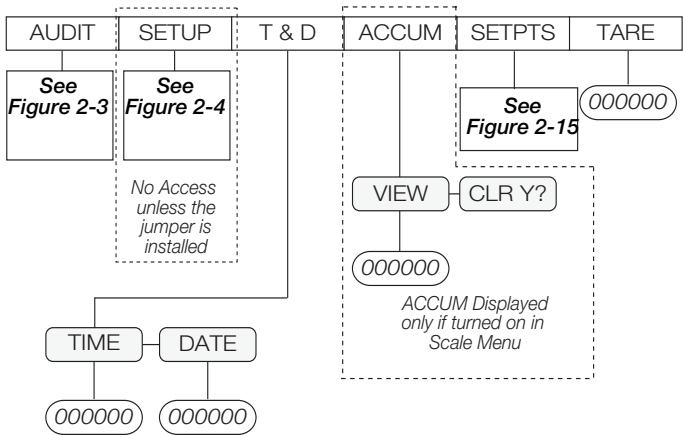 AUDIT SETUP T & D ACCUM SETPTS TARE
See
Figure 2-3
See
Figure 2-4
See
Figure 2-15
000000
No Access
unless the
jumper is
installed
VIEW CLR Y?
000000
ACCUM Displayed
only if turned on in
Scale Menu
TIME DATE
000000 000000